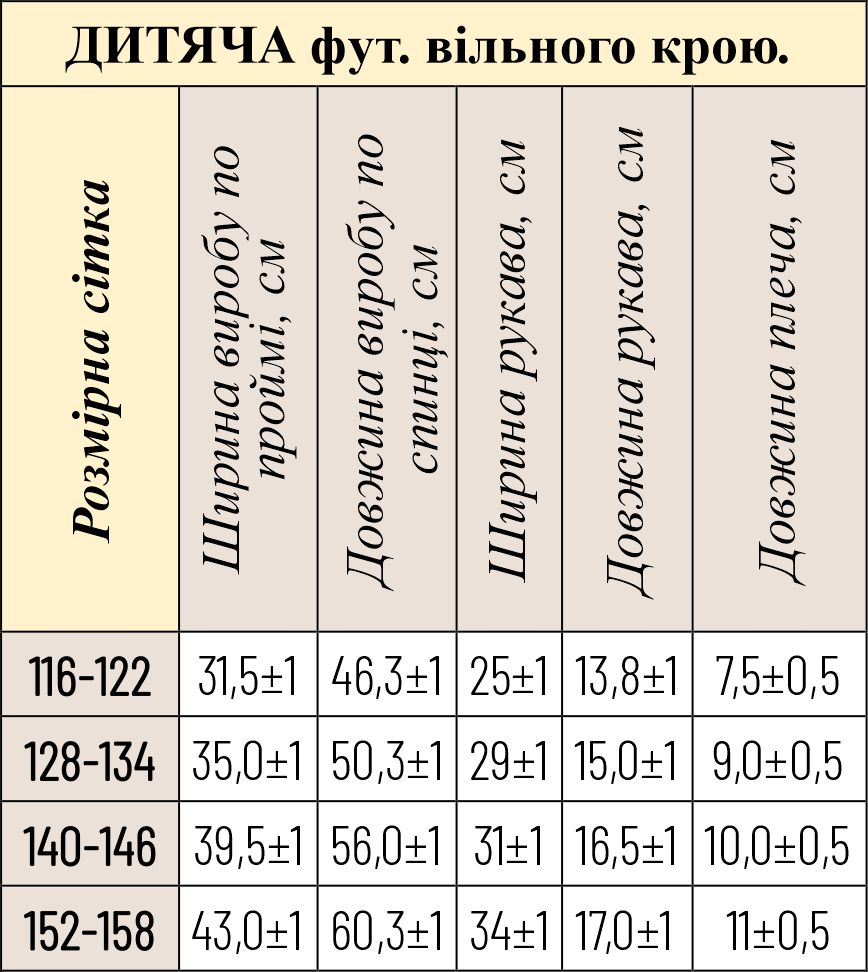 ДИТЯЧА фут. вільного крою.
Розмірна сітка
Ширина виробу по
проймі, см
Довжина виробу по
спинці, см
Ширина рукава, см
Довжина рукава, см
Довжина плеча, см
116-122 31,5±1 46,3±1 25±1 13,8±1 7,5±0,5
128-134 35,0±1 50,3±1 29±1 15,0±1 9,0±0,5
140-146 39,5±1 56,0±1 31±1 16,5±1 10,0±0,5
152-158 43,0±1 60,3±1 34±1 17,0±1 11±0,5